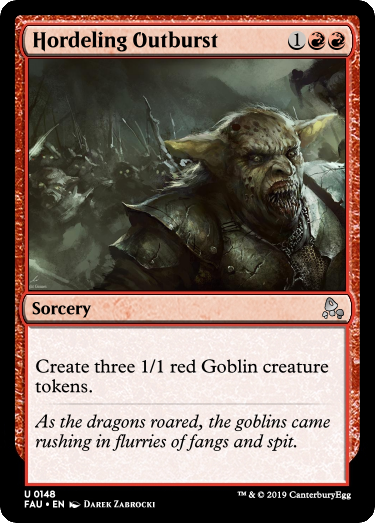 Hordeling Outburst 1
Sorcery
Create three 1/1 red Goblin creature
tokens.
As the dragons roared, the goblins came
rushing in flurries of fangs and spit.
U 0148
FAU • EN DAREK ZABROCKI
™ & © 2019 CanterburyEgg